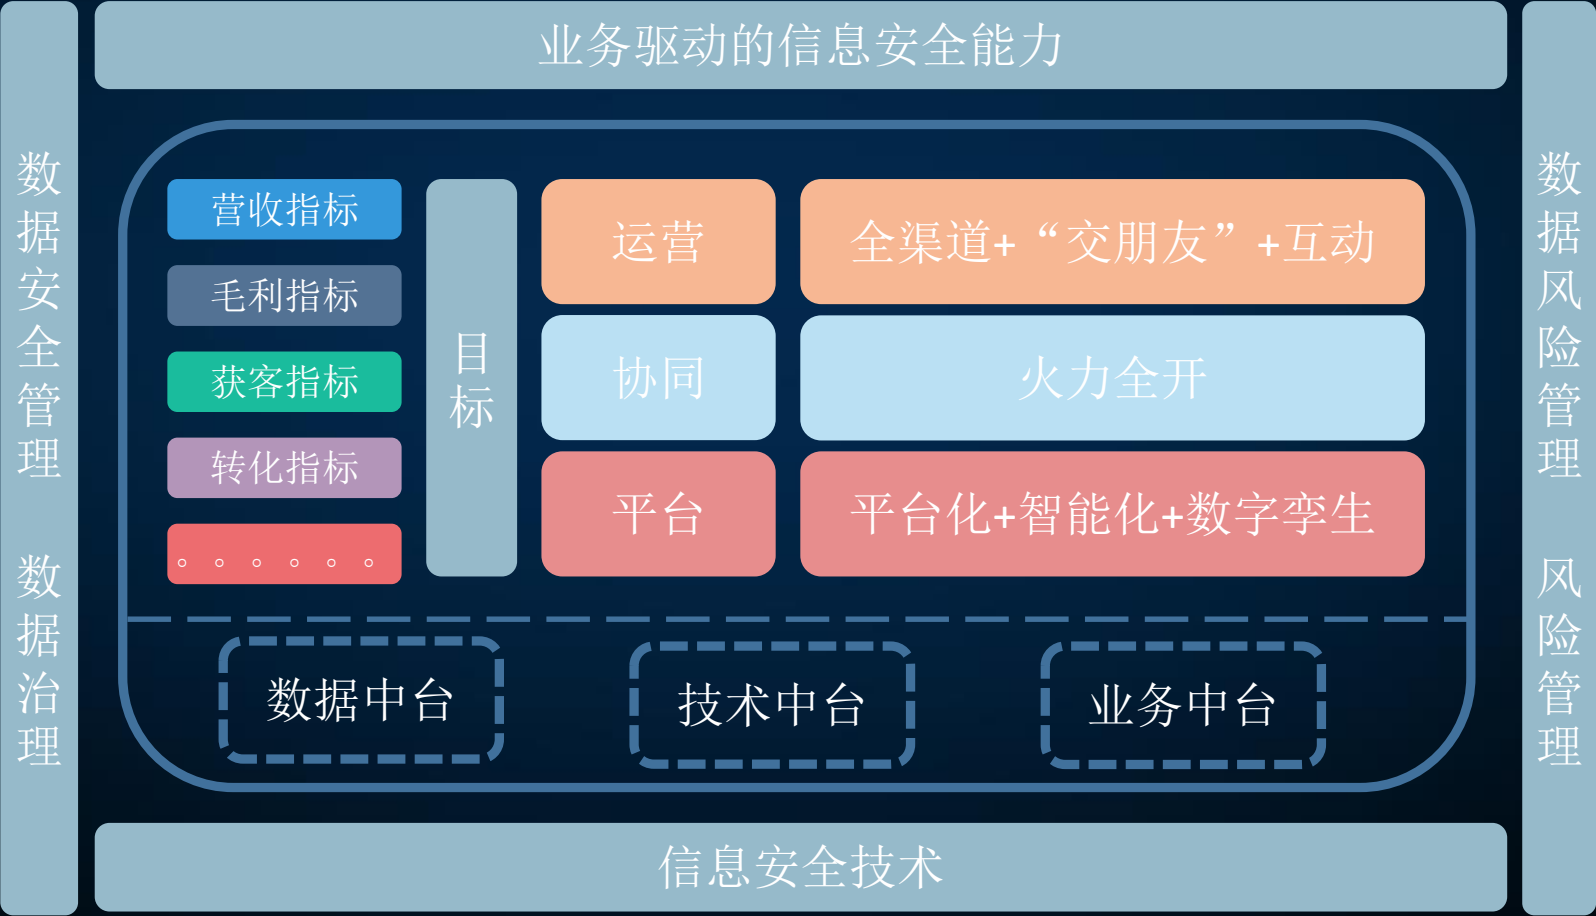 业务驱动的信息安全能力
数据安全管理
数据治理
营收指标
毛利指标
获客指标
转化指标
。。。。。。
目标
运营
全渠道+“交朋友”+互动
协同
火力全开
平台
平台化+智能化+数字孪生
数据中台
技术中台
业务中台
数据风险管理
风险管理
信息安全技术